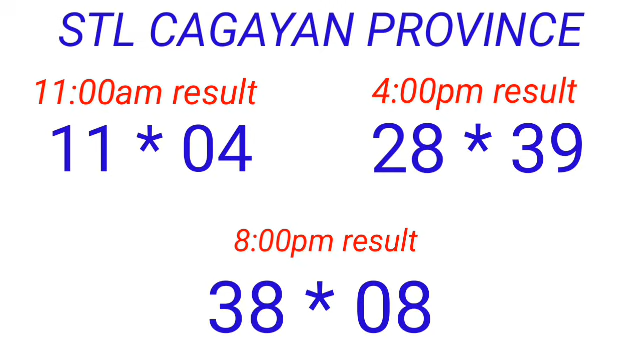 STL CAGAYAN PROVINCE
11:00am result
11 * 04
4:00pm result
28 * 39
8:00pm result
38 * 08